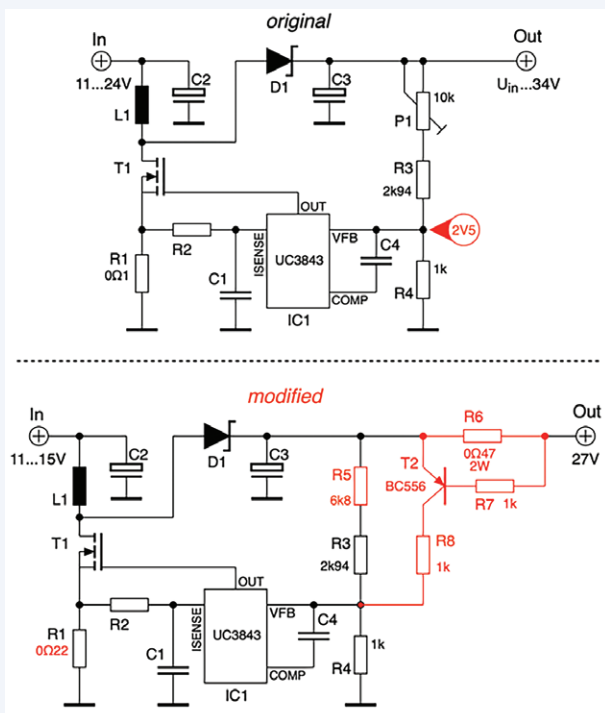 original
In
Out
11...24V
C2
D1
C3
Uin...34V
L1
10k
P1
T1
R3
2k94
OUT
2V5
R1
0Ω1
R2
ISENSE
VFB
UC3843
C4
C1
COMP
R4
1k
IC1
modified
In
Out
11...15V
C2
D1
C3
R6
0Ω47
2W
27V
L1
R5
6k8
T2
BC556
R7
1k
T1
R3
2k94
R8
1k
OUT
R1
0Ω22
R2
ISENSE
VFB
UC3843
C4
C1
COMP
R4
1k
IC1